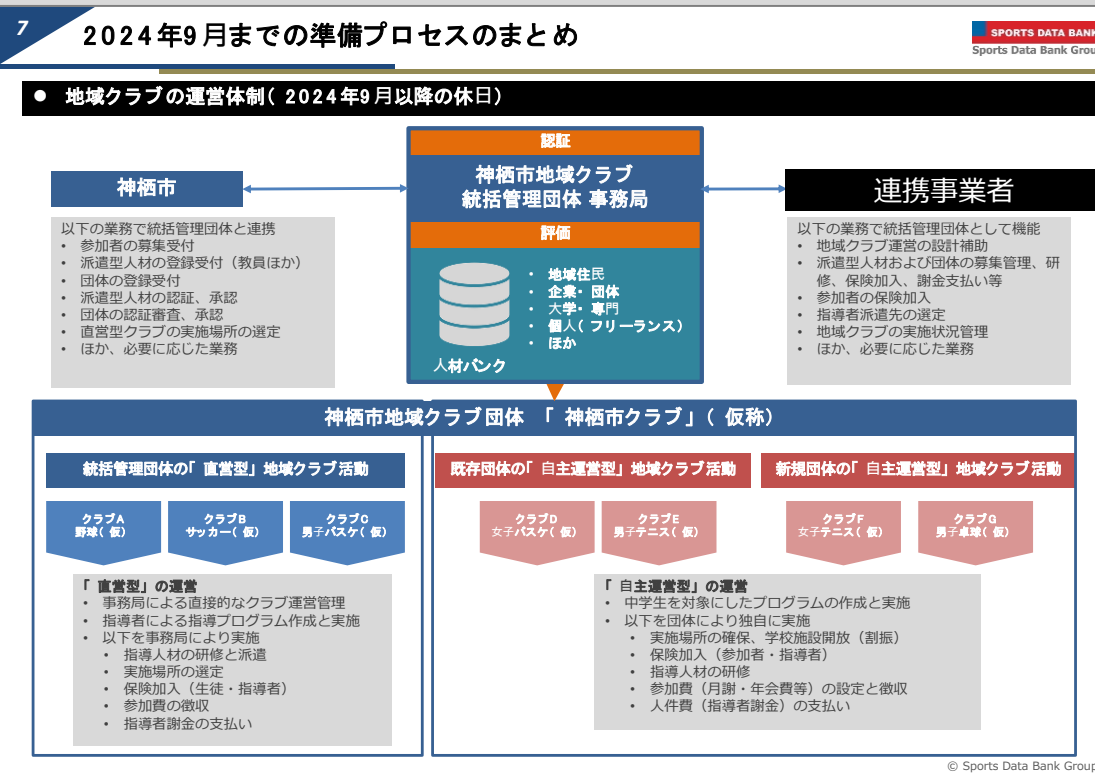 7
2024年9月までの準備プロセスのまとめ
SPORTS DATA BANK
Sports Data Bank Grou
● 地域クラブの運営体制( 2024年9月以降の休日)
認証
神栖市地域クラブ
統括管理団体 事務局
評価
• 地域住民
• 企業・団体
• 大学・専門
• 個人( フリーランス)
• ほか
人材バンク
神栖市
以下の業務で統括管理団体と連携
• 参加者の募集受付
• 派遣型人材の登録受付（教員ほか）
• 団体の登録受付
• 派遣型人材の認証、承認
• 団体の認証審査、承認
• 直営型クラブの実施場所の選定
• ほか、必要に応じた業務
連携事業者
以下の業務で統括管理団体として機能
• 地域クラブ運営の設計補助
• 派遣型人材および団体の募集管理、研
修、保険加入、謝金支払い等
• 参加者の保険加入
• 指導者派遣先の選定
• 地域クラブの実施状況管理
• ほか、必要に応じた業務
神栖市地域クラブ団体 「 神栖市クラブ」( 仮称)
統括管理団体の「 直営型」地域クラブ活動
既存団体の「 自主運営型」地域クラブ活動
新規団体の「 自主運営型」地域クラブ活動
クラブA
野球( 仮)
クラブB
サッカー( 仮)
クラブC
男子バスケ( 仮)
クラブD
女子バスケ( 仮)
クラブE
男子テニス( 仮)
クラブF
女子テニス( 仮)
クラブG
男子卓球( 仮)
「 直営型」の運営
• 事務局による直接的なクラブ運営管理
• 指導者による指導プログラム作成と実施
• 以下を事務局により実施
• 指導人材の研修と派遣
• 実施場所の選定
• 保険加入（生徒・指導者）
• 参加費の徴収
• 指導者謝金の支払い
「 自主運営型」の運営
• 中学生を対象にしたプログラムの作成と実施
• 以下を団体により独自に実施
• 実施場所の確保、学校施設開放（割振）
• 保険加入（参加者・指導者）
• 指導人材の研修
• 参加費（月謝・年会費等）の設定と徴収
• 人件費（指導者謝金）の支払い
© Sports Data Bank Group